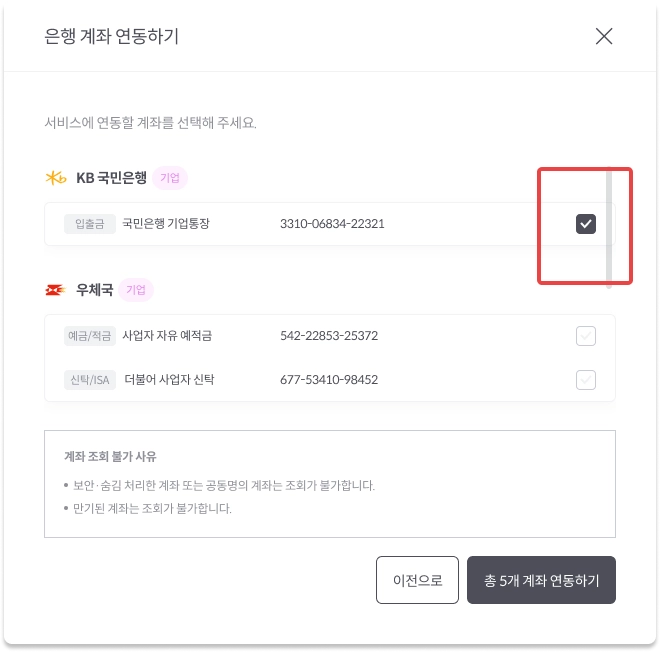 은행 계좌 연동하기
서비스에 연동할 계좌를 선택해 주세요.
KB 국민은행 기업
입출금 국민은행 기업통장 3310-06834-22321
우체국 기업
예금/적금 사업자 자유 예적금 542-22853-25372
신탁/ISA 더불어 사업자 신탁 677-53410-98452
계좌 조회 불가 사유
• 보안·숨김 처리한 계좌 또는 공동명의 계좌는 조회가 불가합니다.
• 만기된 계좌는 조회가 불가합니다.
이전으로 총 5개 계좌 연동하기